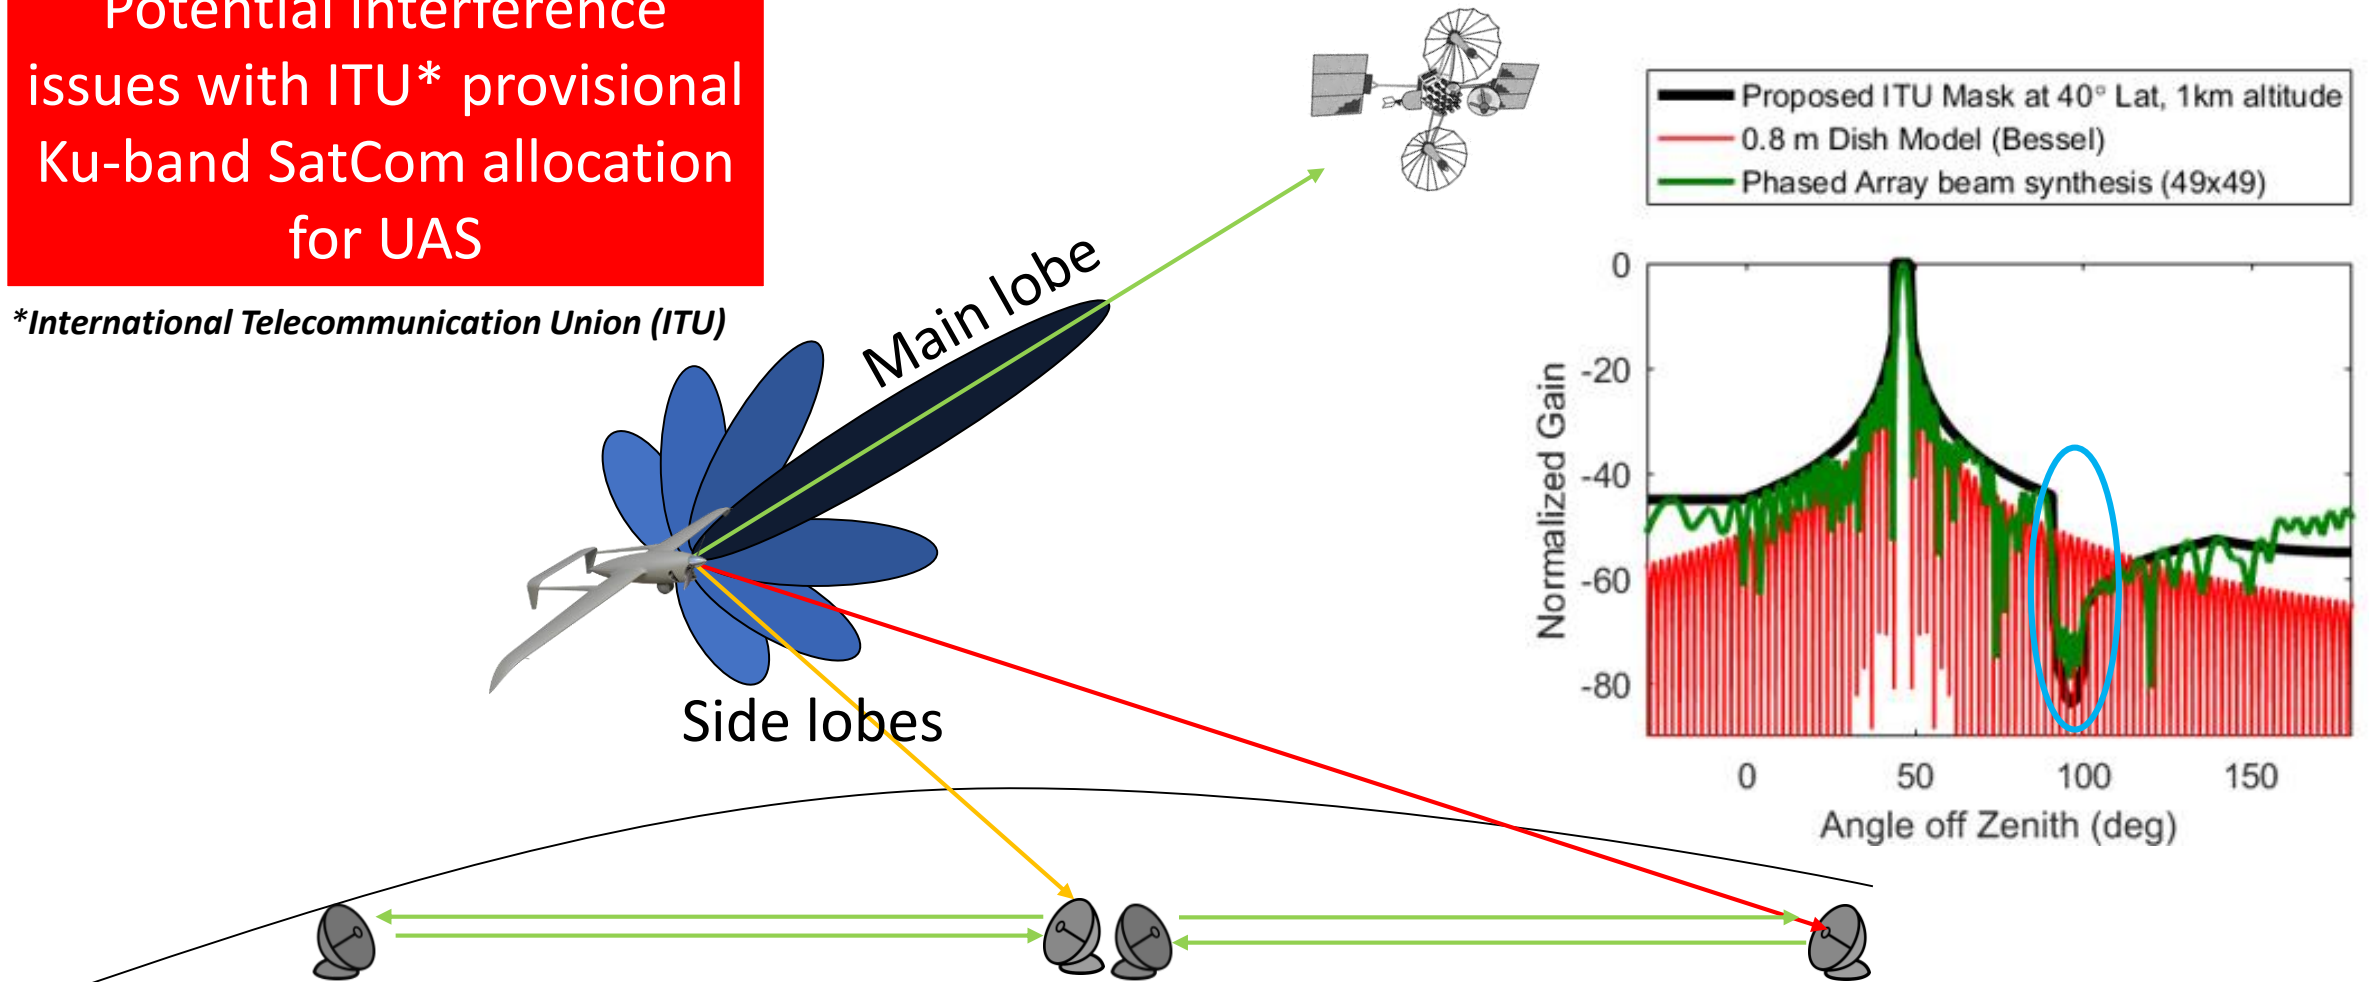 Potential interference
issues with ITU* provisional
Ku-band SatCom allocation
for UAS
*International Telecommunication Union (ITU)
Main lobe
Side lobes
Proposed ITU Mask at 40° Lat, 1km altitude
0.8 m Dish Model (Bessel)
Phased Array beam synthesis (49x49)
Normalized Gain
0
-20
-40
-60
-80
0 50 100 150
Angle off Zenith (deg)